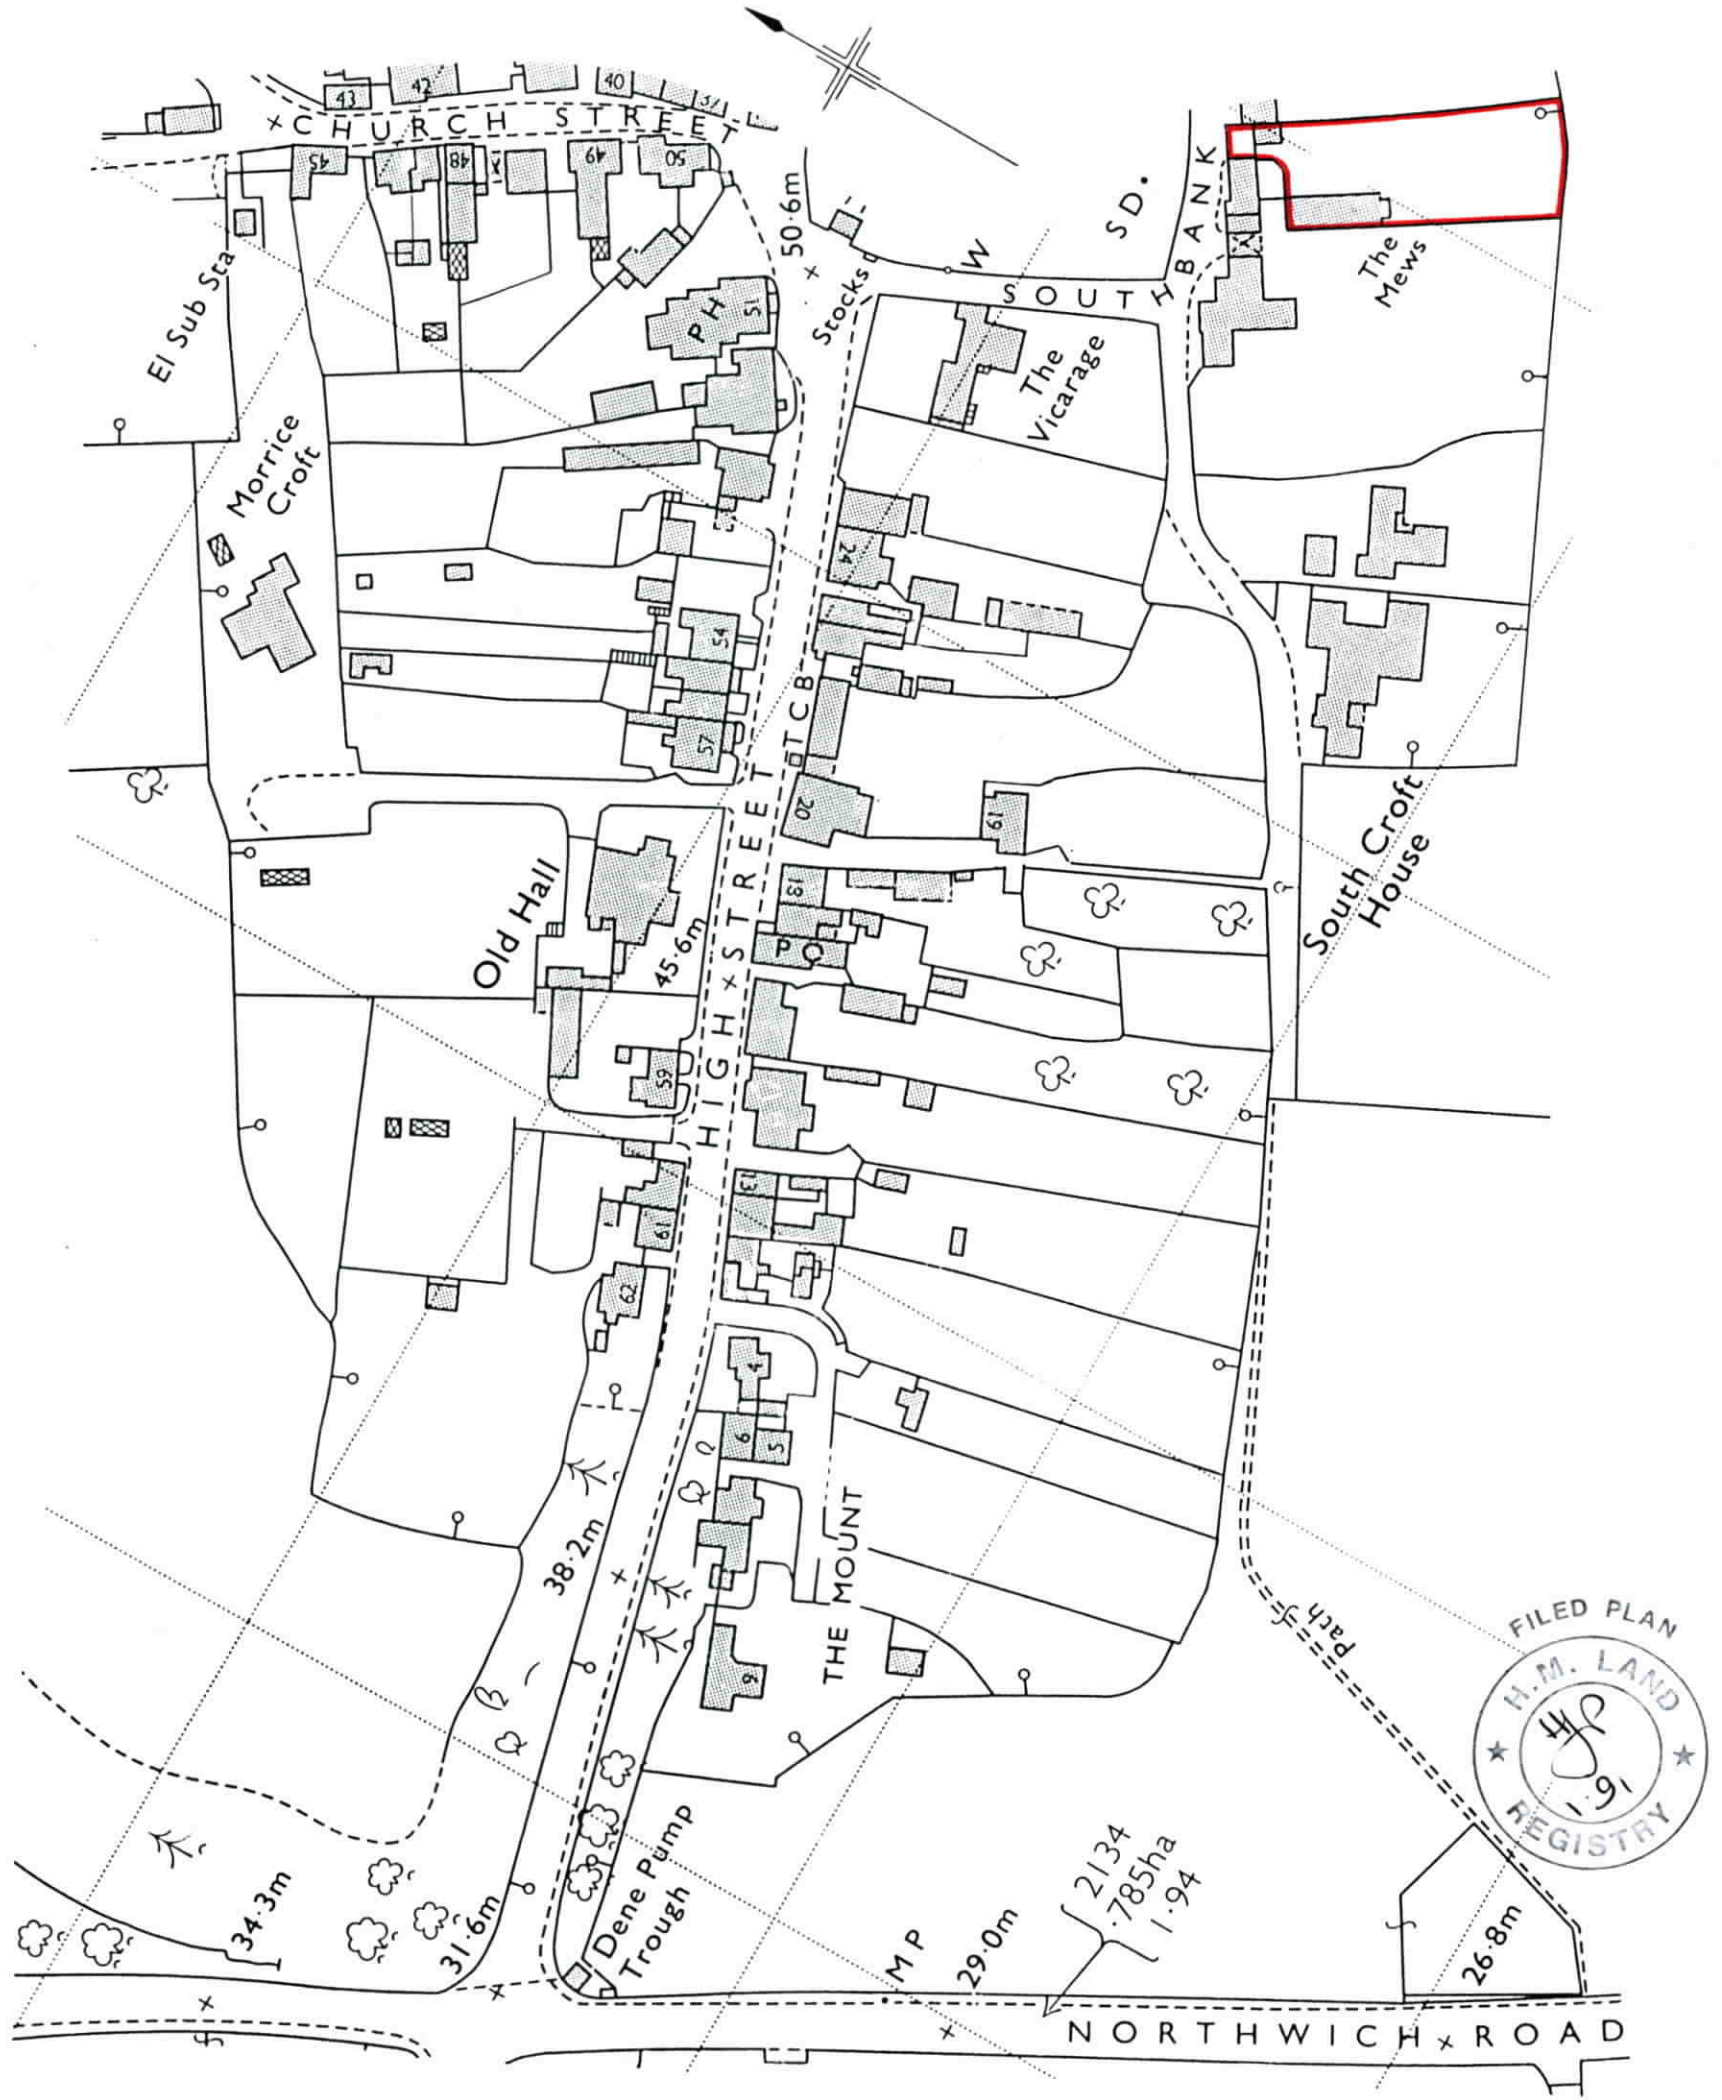 43
42
40
37
CHURCH STREET
45
48
49
50
50·6m
El Sub Sta
PH
51
Stocks
W
SD.
SOUTH BANK
The
Mews
The
Vicarage
Morrice
Croft
24
54
57
TCB
20
19
Old Hall
45·6m
HIGH STREET
18
PO
South Croft
House
59
13
61
62
4
6
5
38·2m
THE MOUNT
9
Path
FILED PLAN
H.M. LAND
REGISTRY
1·91
34·3m
31·6m
Dene Pump
Trough
MP
29·0m
2134
·785ha
1·94
26·8m
NORTHWICH ROAD